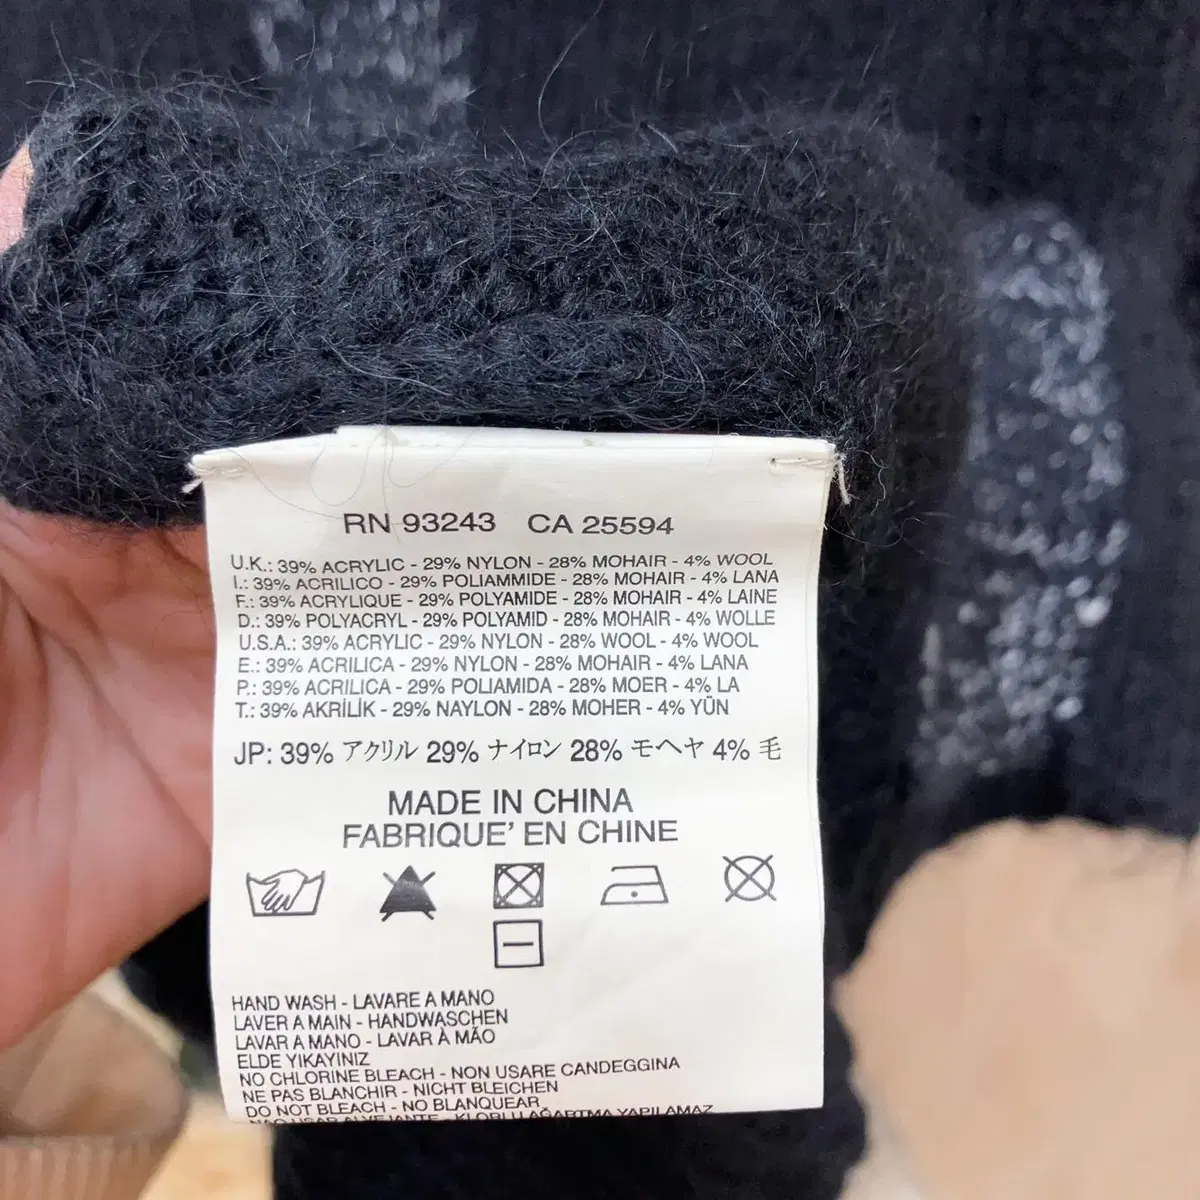 RN 93243 CA 25594
U.K.: 39% ACRYLIC - 29% NYLON - 28% MOHAIR - 4% WOOL
I.: 39% ACRILICO - 29% POLIAMMIDE - 28% MOHAIR - 4% LANA
F.: 39% ACRYLIQUE - 29% POLYAMIDE - 28% MOHAIR - 4% LAINE
D.: 39% POLYACRYL - 29% POLYAMID - 28% MOHAIR - 4% WOLLE
U.S.A.: 39% ACRYLIC - 29% NYLON - 28% WOOL - 4% WOOL
E.: 39% ACRILICA - 29% NYLON - 28% MOHAIR - 4% LANA
P.: 39% ACRILICA - 29% POLIAMIDA - 28% MOER - 4% LA
T.: 39% AKRİLİK - 29% NAYLON - 28% MOHER - 4% YÜN
JP: 39% アクリル 29% ナイロン 28% モヘヤ 4% 毛
MADE IN CHINA
FABRIQUE' EN CHINE
HAND WASH - LAVARE A MANO
LAVER A MAIN - HANDWASCHEN
LAVAR A MANO - LAVAR À MÃO
ELDE YIKAYINIZ
NO CHLORINE BLEACH - NON USARE CANDEGGINA
NE PAS BLANCHIR - NICHT BLEICHEN
DO NOT BLEACH - NO BLANQUEAR
NAO USAR ALVEJANTE - KLORLU AĞARTMA YAPILAMAZ